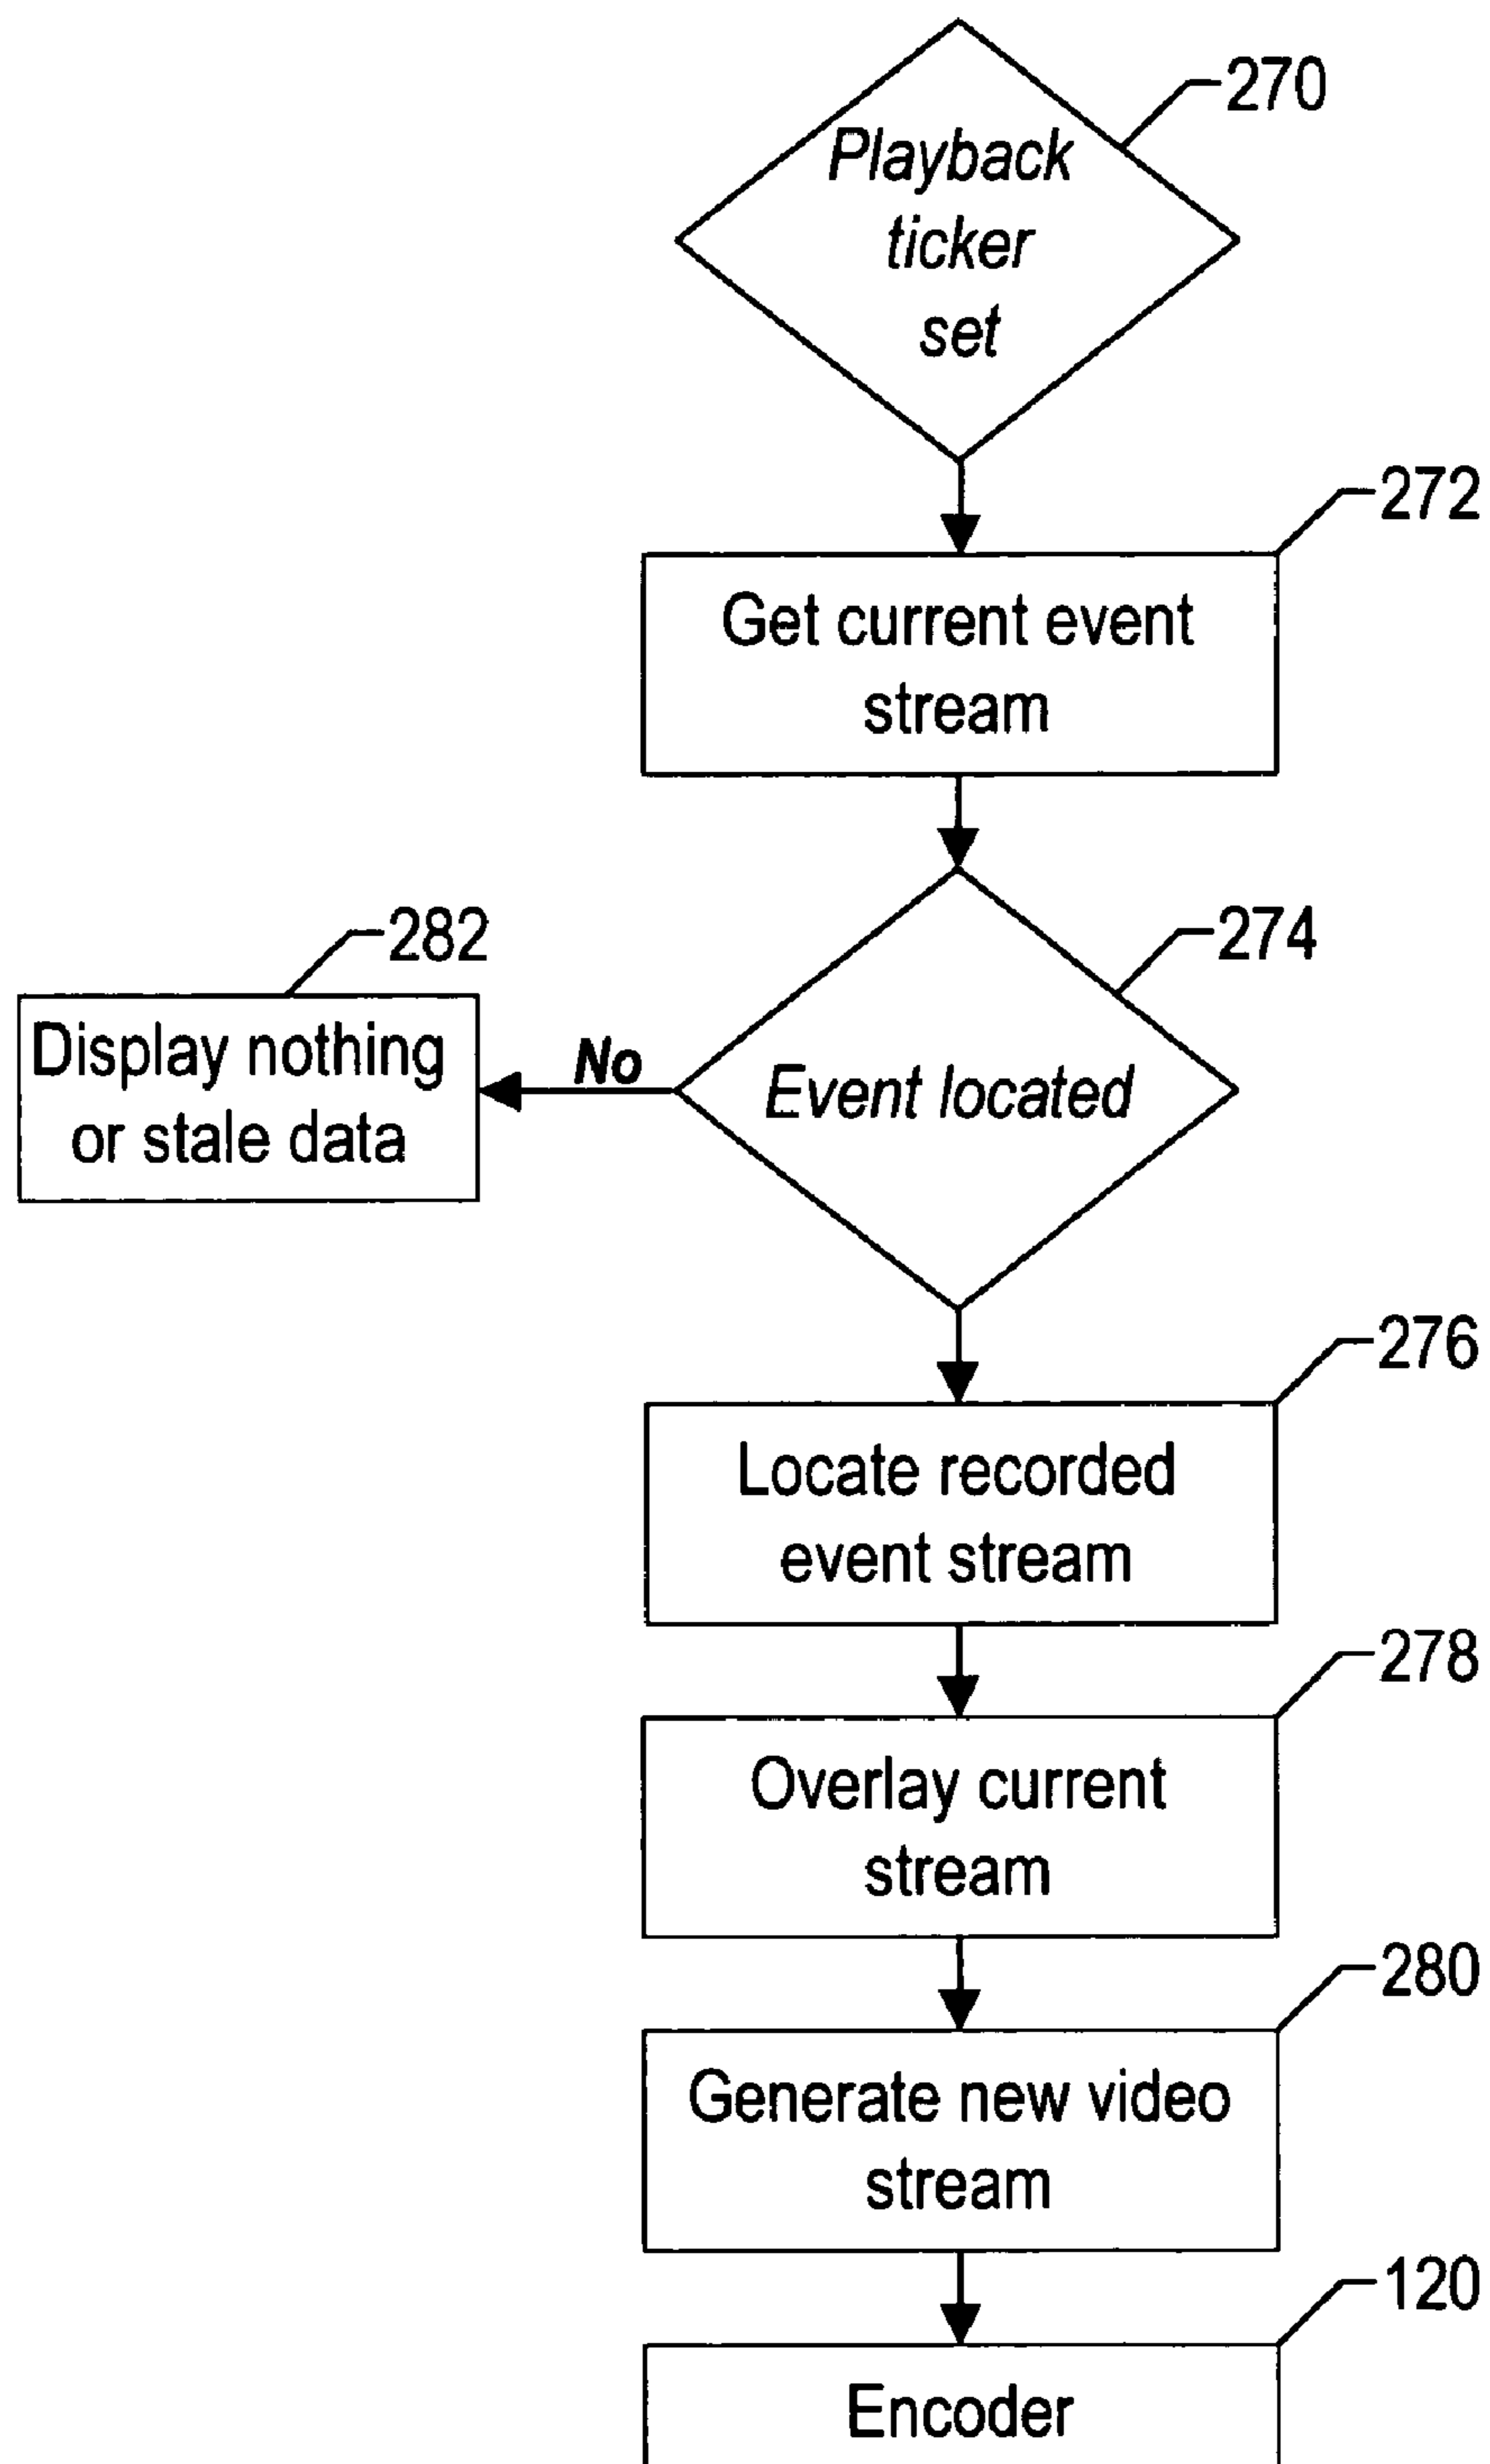 270
Playback
ticker
set
272
Get current event
stream
282
274
Display nothing
or stale data
No
Event located
276
Locate recorded
event stream
278
Overlay current
stream
280
Generate new video
stream
120
Encoder